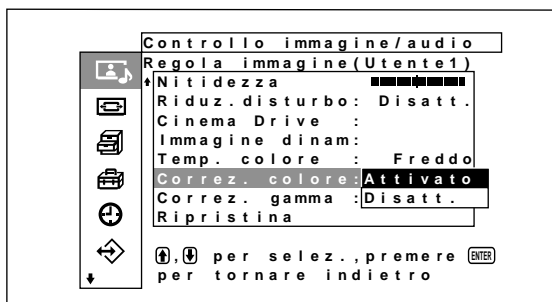 Controllo immagine/audio
Regola immagine(Utente1)
Nitidezza
Riduz.disturbo: Disatt.
Cinema Drive :
Immagine dinam:
Temp. colore : Freddo
Correz. colore: Attivato
Correz. gamma : Disatt.
Ripristina
, per selez.,premere ENTER
per tornare indietro